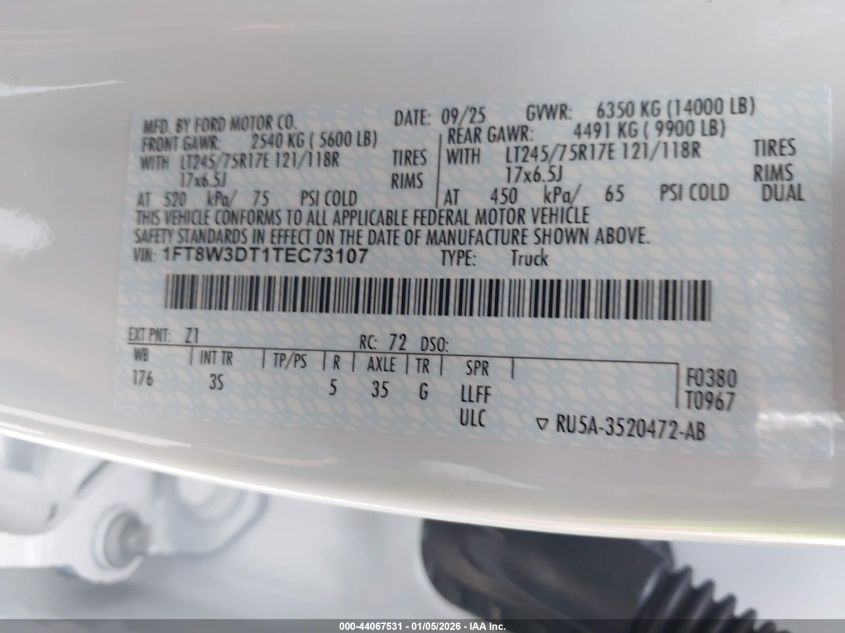 MFD. BY FORD MOTOR CO. DATE: 09/25 GVWR: 6350 KG (14000 LB)
FRONT GAWR: 2540 KG ( 5600 LB) REAR GAWR: 4491 KG ( 9900 LB)
WITH LT245/75R17E 121/118R TIRES WITH LT245/75R17E 121/118R TIRES
17x6.5J RIMS 17x6.5J RIMS
AT 520 kPa/ 75 PSI COLD AT 450 kPa/ 65 PSI COLD DUAL
THIS VEHICLE CONFORMS TO ALL APPLICABLE FEDERAL MOTOR VEHICLE
SAFETY STANDARDS IN EFFECT ON THE DATE OF MANUFACTURE SHOWN ABOVE.
VIN: 1FT8W3DT1TEC73107 TYPE: Truck
EXT PNT: Z1 RC: 72 DSO:
WB INT TR TP/PS R AXLE TR SPR
176 3S 5 35 G LLFF F0380
ULC T0967
▽ RU5A-3520472-AB
000-44067531 - 01/05/2026 - IAA Inc.